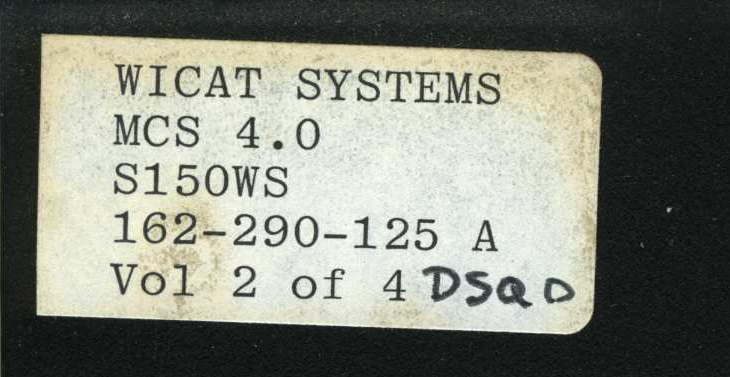 WICAT SYSTEMS
MCS 4.0
S150WS
162-290-125 A
Vol 2 of 4 DSQD